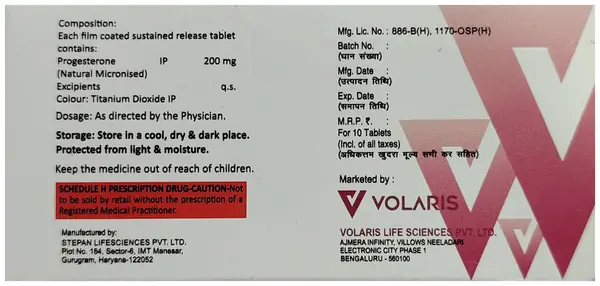 Composition:
Each film coated sustained release tablet
contains:
Progesterone IP 200 mg
(Natural Micronised)
Excipients q.s.
Colour: Titanium Dioxide IP
Dosage: As directed by the Physician.
Storage: Store in a cool, dry & dark place.
Protected from light & moisture.
Keep the medicine out of reach of children.
SCHEDULE H PRESCRIPTION DRUG-CAUTION-Not
to be sold by retail without the prescription of a
Registered Medical Practitioner.
Manufactured by:
STEPAN LIFESCIENCES PVT. LTD.
Plot No. 164, Sector-6, IMT Manesar,
Gurugram, Haryana-122052
Mfg. Lic. No. : 886-B(H), 1170-OSP(H)
Batch No. :
(घान संख्या)
Mfg. Date :
(उत्पादन तिथि)
Exp. Date :
(समापन तिथि)
M.R.P. ₹. :
For 10 Tablets
(Incl. of all taxes)
(अधिकतम खुदरा मूल्य सभी कर सहित)
Marketed by :
VOLARIS
VOLARIS LIFE SCIENCES PVT. LTD.
AJMERA INFINITY, VILLOWS NEELADARI
ELECTRONIC CITY PHASE 1
BENGALURU - 560100